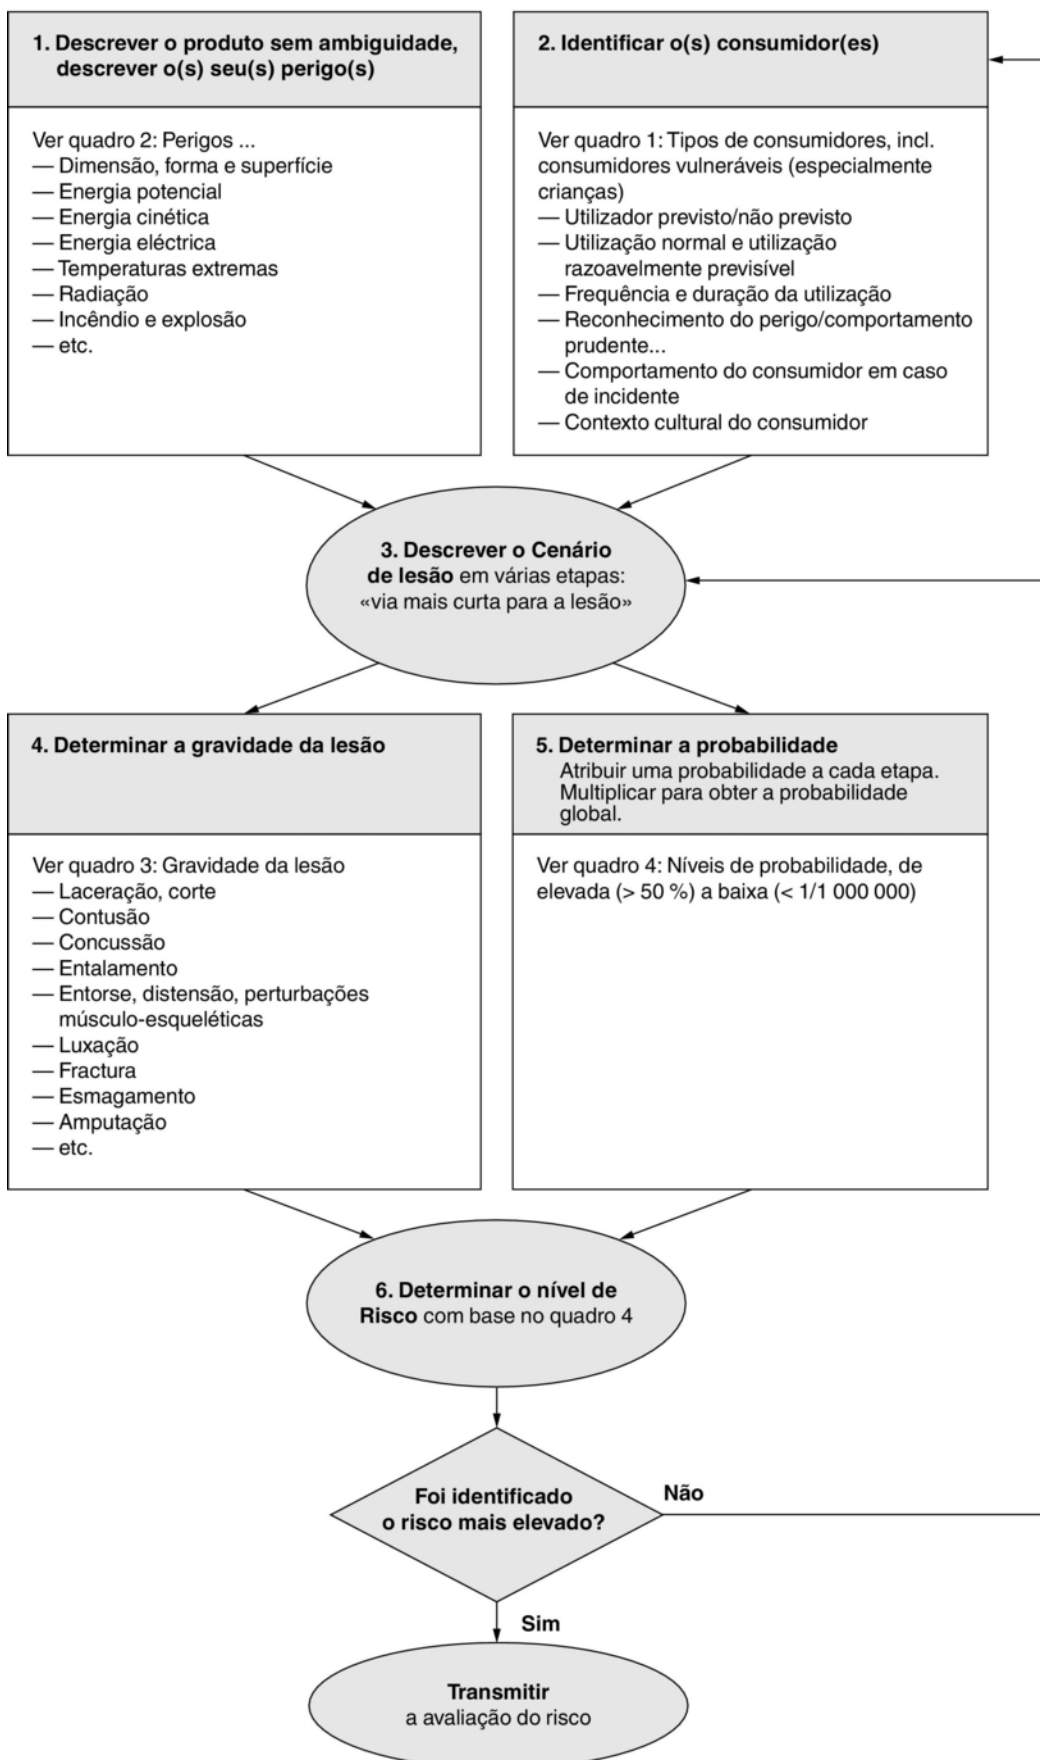 1. Descrever o produto sem ambiguidade,
descrever o(s) seu(s) perigo(s)
Ver quadro 2: Perigos ...
— Dimensão, forma e superfície
— Energia potencial
— Energia cinética
— Energia eléctrica
— Temperaturas extremas
— Radiação
— Incêndio e explosão
— etc.
2. Identificar o(s) consumidor(es)
Ver quadro 1: Tipos de consumidores, incl.
consumidores vulneráveis (especialmente
crianças)
— Utilizador previsto/não previsto
— Utilização normal e utilização
razoavelmente previsível
— Frequência e duração da utilização
— Reconhecimento do perigo/comportamento
prudente...
— Comportamento do consumidor em caso
de incidente
— Contexto cultural do consumidor
3. Descrever o Cenário
de lesão em várias etapas:
«via mais curta para a lesão»
4. Determinar a gravidade da lesão
Ver quadro 3: Gravidade da lesão
— Laceração, corte
— Contusão
— Concussão
— Entalamento
— Entorse, distensão, perturbações
músculo-esqueléticas
— Luxação
— Fractura
— Esmagamento
— Amputação
— etc.
5. Determinar a probabilidade
Atribuir uma probabilidade a cada etapa.
Multiplicar para obter a probabilidade
global.
Ver quadro 4: Níveis de probabilidade, de
elevada (> 50 %) a baixa (< 1/1 000 000)
6. Determinar o nível de
Risco com base no quadro 4
Foi identificado
o risco mais elevado?
Não
Sim
Transmitir
a avaliação do risco